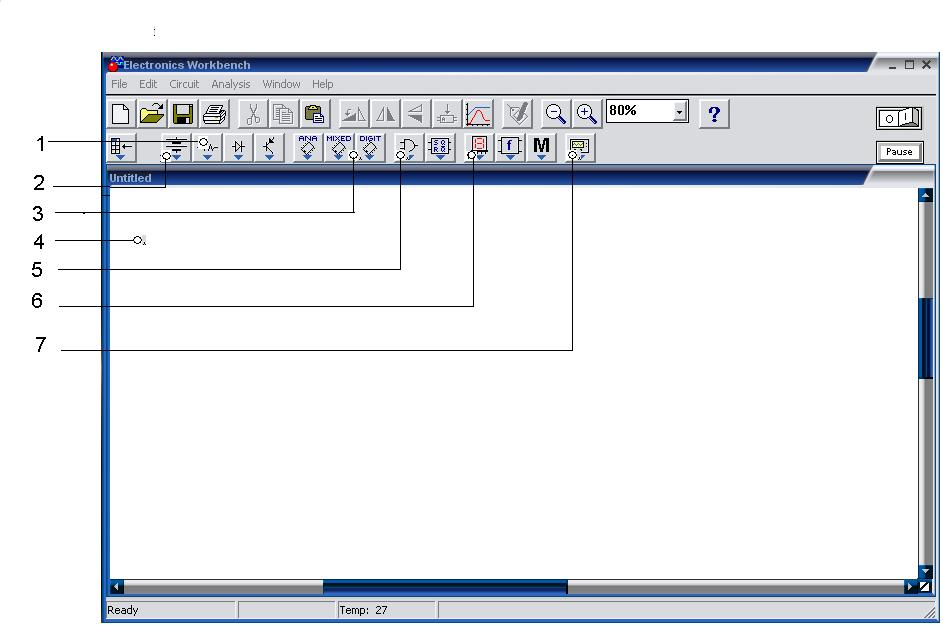 Electronics Workbench
File Edit Circuit Analysis Window Help
80% ?
1
ANA MIXED DIGIT
f M
Pause
2
Untitled
3
4
5
6
7
Ready Temp: 27